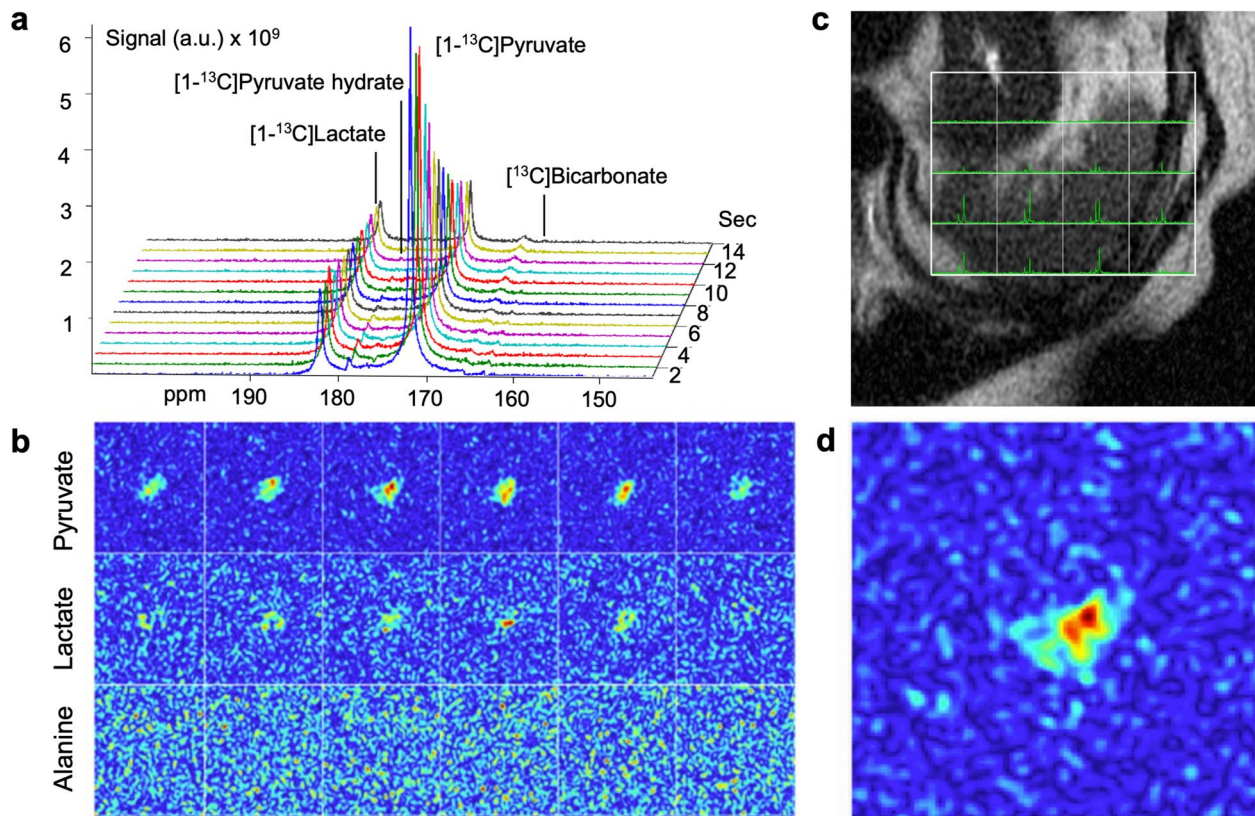 a
Signal (a.u.) x 10⁹
6
5
4
3
2
1
[1-¹³C]Pyruvate
[1-¹³C]Pyruvate hydrate
[1-¹³C]Lactate
[¹³C]Bicarbonate
Sec
14
12
10
8
6
4
2
ppm 190 180 170 160 150
b
Pyruvate
Lactate
Alanine
c
d